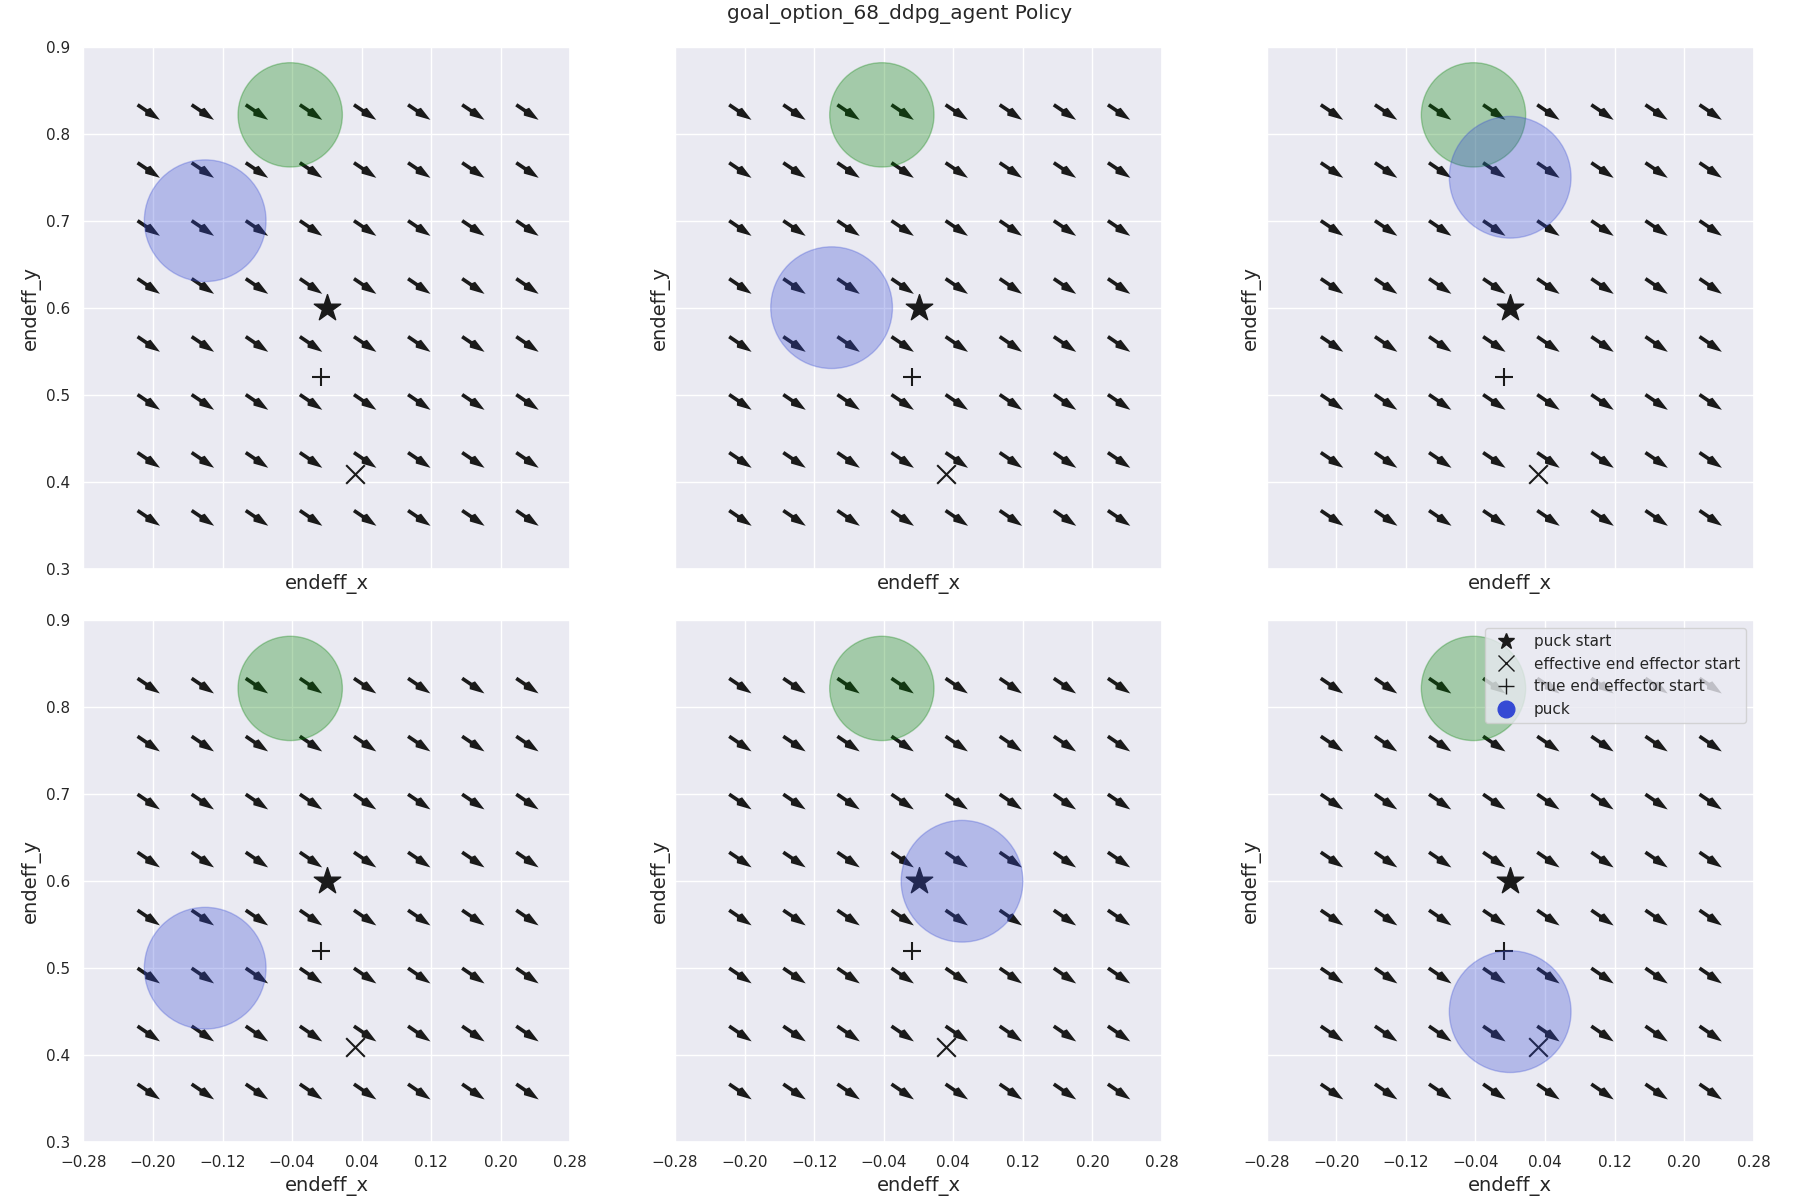 goal_option_68_ddpg_agent Policy
0.9
0.8
0.7
0.6
0.5
0.4
0.3
endeff_y
endeff_x
endeff_y
endeff_x
endeff_y
endeff_x
0.9
0.8
0.7
0.6
0.5
0.4
0.3
endeff_y
−0.28 −0.20 −0.12 −0.04 0.04 0.12 0.20 0.28
endeff_x
endeff_y
−0.28 −0.20 −0.12 −0.04 0.04 0.12 0.20 0.28
endeff_x
puck start
effective end effector start
true end effector start
puck
endeff_y
−0.28 −0.20 −0.12 −0.04 0.04 0.12 0.20 0.28
endeff_x